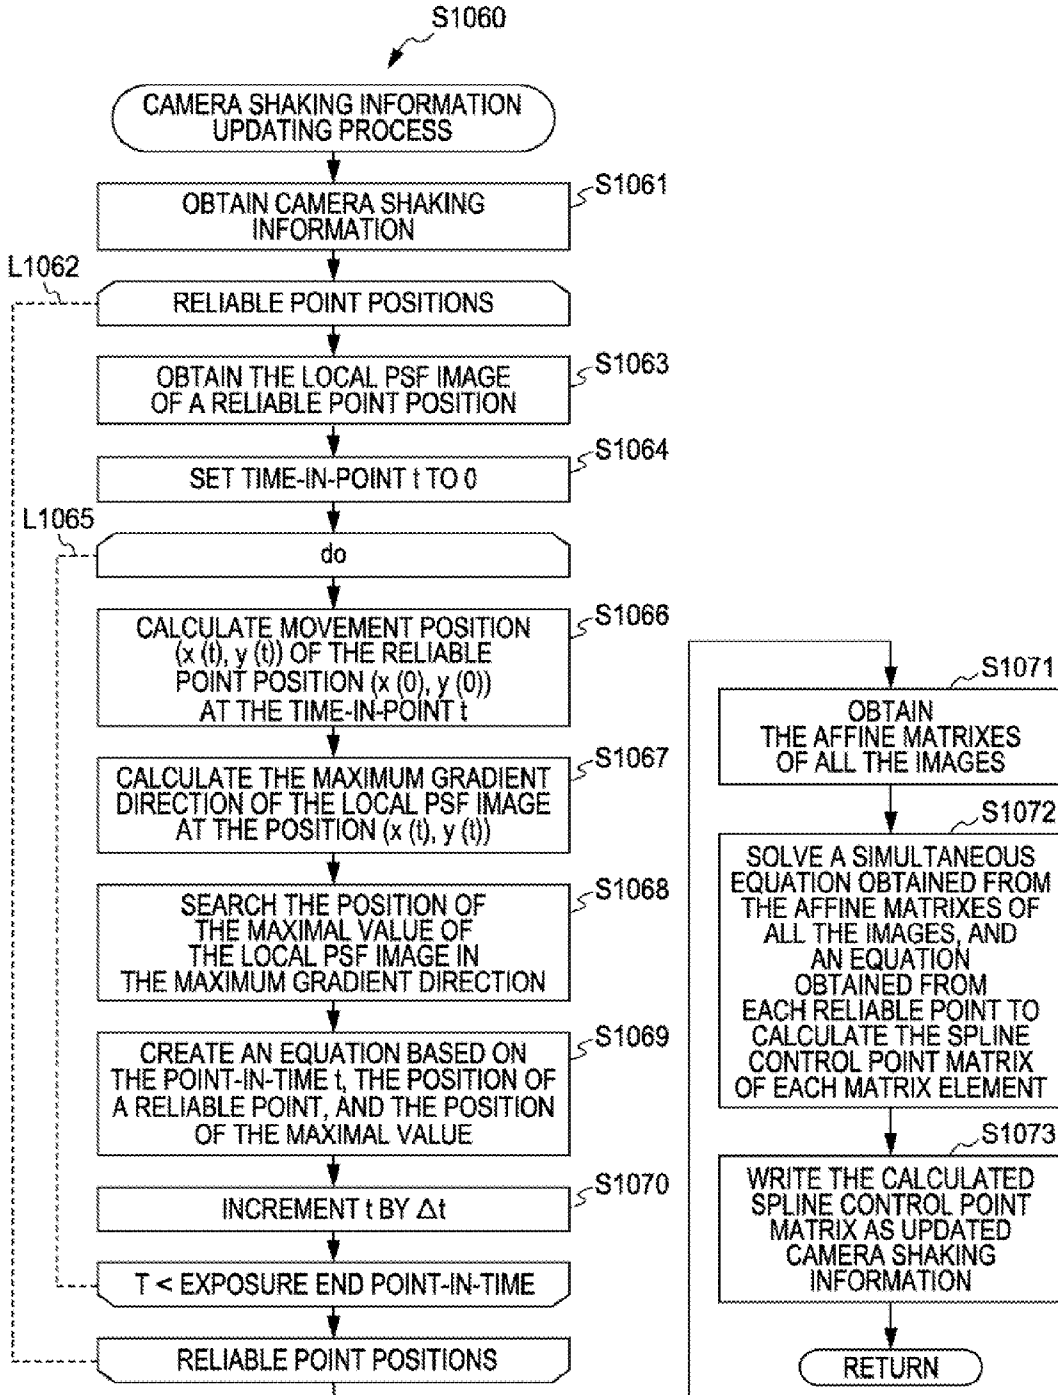 S1060
CAMERA SHAKING INFORMATION
UPDATING PROCESS
S1061
OBTAIN CAMERA SHAKING
INFORMATION
L1062
RELIABLE POINT POSITIONS
S1063
OBTAIN THE LOCAL PSF IMAGE
OF A RELIABLE POINT POSITION
S1064
SET TIME-IN-POINT t TO 0
L1065
do
S1066
CALCULATE MOVEMENT POSITION
(x (t), y (t)) OF THE RELIABLE
POINT POSITION (x (0), y (0))
AT THE TIME-IN-POINT t
S1067
CALCULATE THE MAXIMUM GRADIENT
DIRECTION OF THE LOCAL PSF IMAGE
AT THE POSITION (x (t), y (t))
S1068
SEARCH THE POSITION OF
THE MAXIMAL VALUE OF
THE LOCAL PSF IMAGE IN
THE MAXIMUM GRADIENT DIRECTION
S1069
CREATE AN EQUATION BASED ON
THE POINT-IN-TIME t, THE POSITION OF
A RELIABLE POINT, AND THE POSITION
OF THE MAXIMAL VALUE
S1070
INCREMENT t BY Δt
T < EXPOSURE END POINT-IN-TIME
RELIABLE POINT POSITIONS
S1071
OBTAIN
THE AFFINE MATRIXES
OF ALL THE IMAGES
S1072
SOLVE A SIMULTANEOUS
EQUATION OBTAINED FROM
THE AFFINE MATRIXES OF
ALL THE IMAGES, AND
AN EQUATION
OBTAINED FROM
EACH RELIABLE POINT TO
CALCULATE THE SPLINE
CONTROL POINT MATRIX
OF EACH MATRIX ELEMENT
S1073
WRITE THE CALCULATED
SPLINE CONTROL POINT
MATRIX AS UPDATED
CAMERA SHAKING
INFORMATION
RETURN